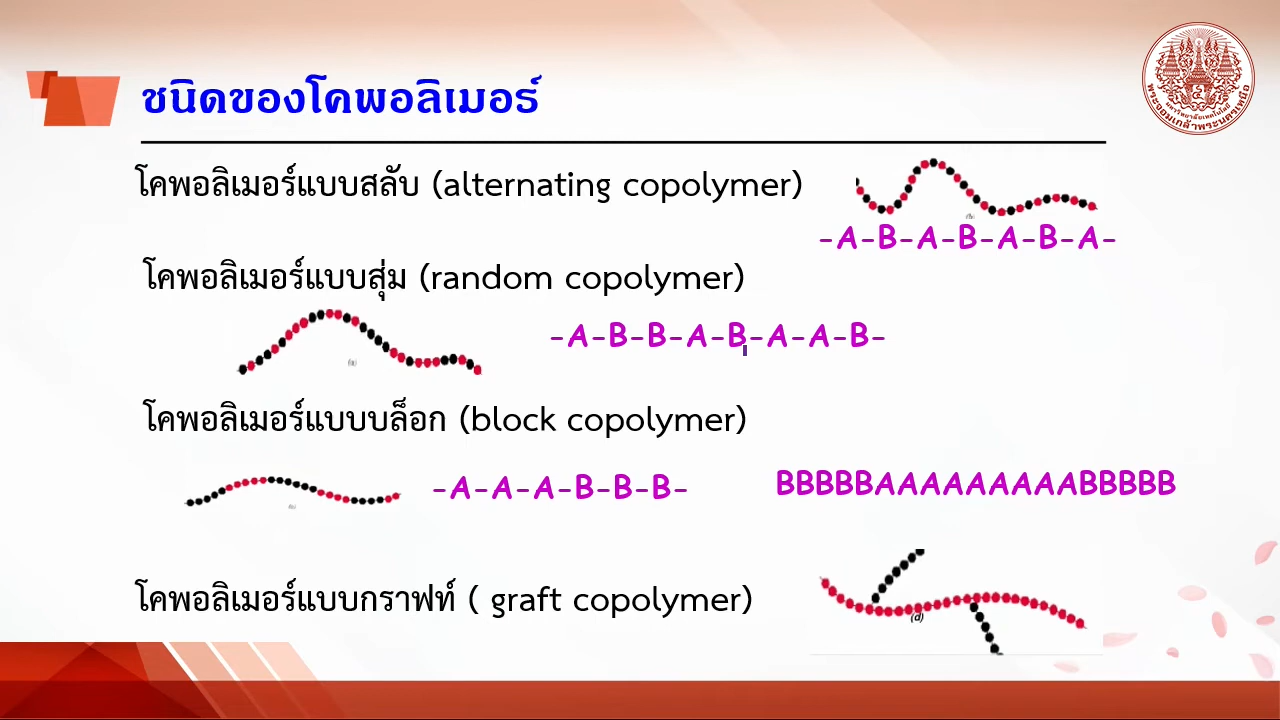 ชนิดของโคพอลิเมอร์
โคพอลิเมอร์แบบสลับ (alternating copolymer)
-A-B-A-B-A-B-A-
โคพอลิเมอร์แบบสุ่ม (random copolymer)
-A-B-B-A-B-A-A-B-
โคพอลิเมอร์แบบบล็อก (block copolymer)
-A-A-A-B-B-B-
BBBBBAAAAAAAAABBBBB
โคพอลิเมอร์แบบกราฟท์ ( graft copolymer)
(d)